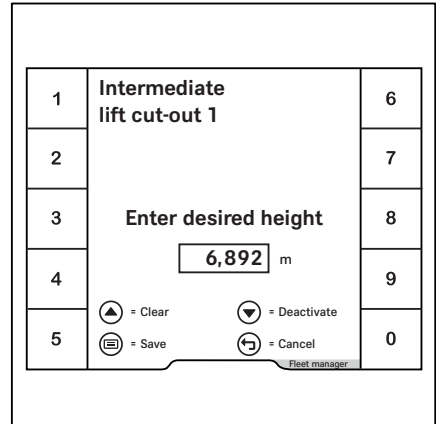 Intermediate
lift cut-out 1
1
6
2
7
3
Enter desired height
8
6,892 m
4
9
= Clear
= Deactivate
5
= Save
= Cancel
0
Fleet manager